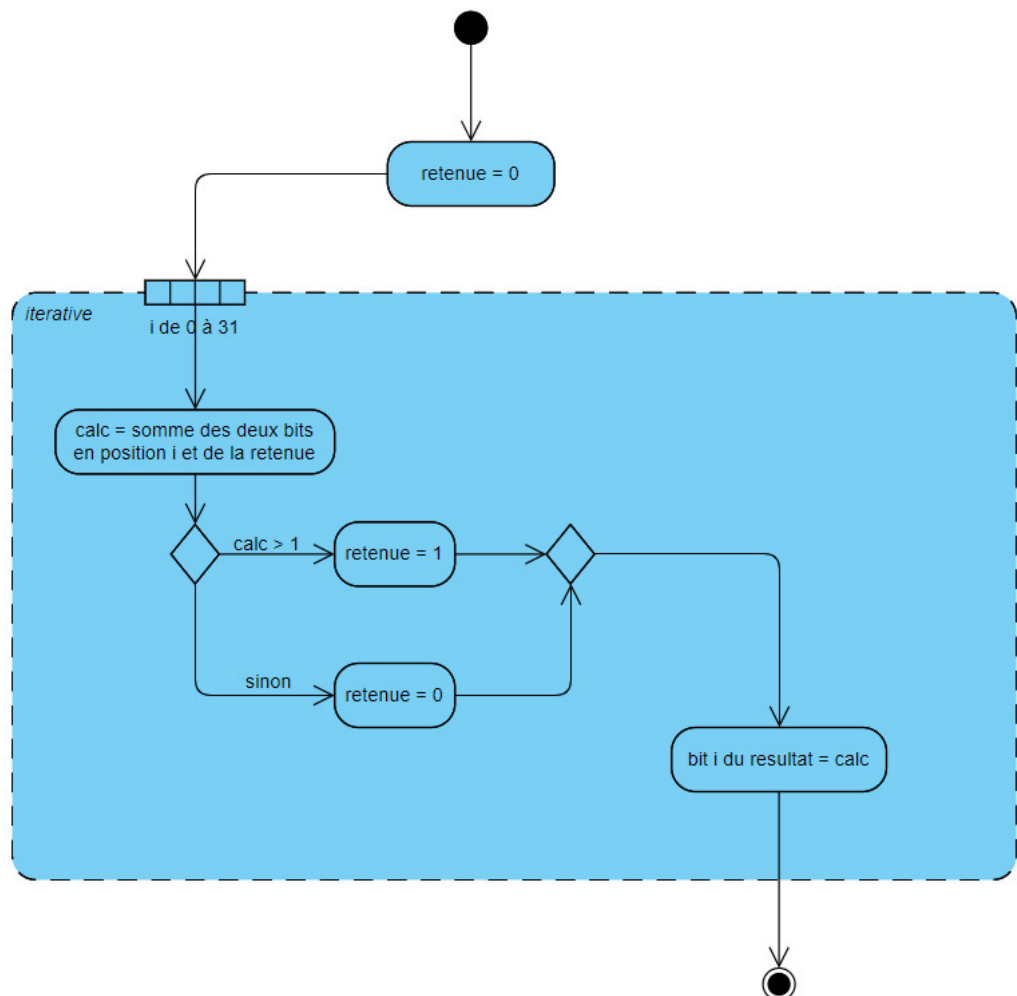 retenue = 0
iterative
i de 0 à 31
calc = somme des deux bits
en position i et de la retenue
calc > 1
retenue = 1
sinon
retenue = 0
bit i du resultat = calc